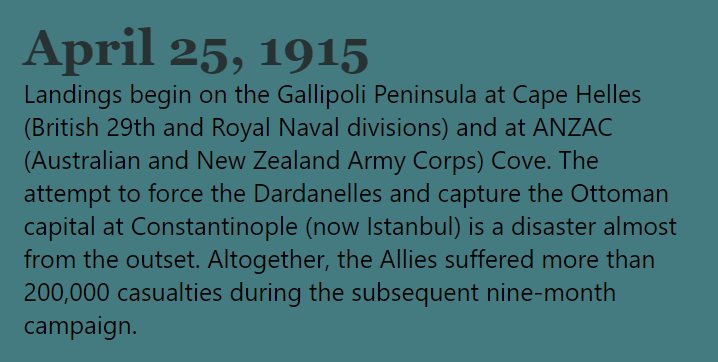 April 25, 1915
Landings begin on the Gallipoli Peninsula at Cape Helles
(British 29th and Royal Naval divisions) and at ANZAC
(Australian and New Zealand Army Corps) Cove. The
attempt to force the Dardanelles and capture the Ottoman
capital at Constantinople (now Istanbul) is a disaster almost
from the outset. Altogether, the Allies suffered more than
200,000 casualties during the subsequent nine-month
campaign.